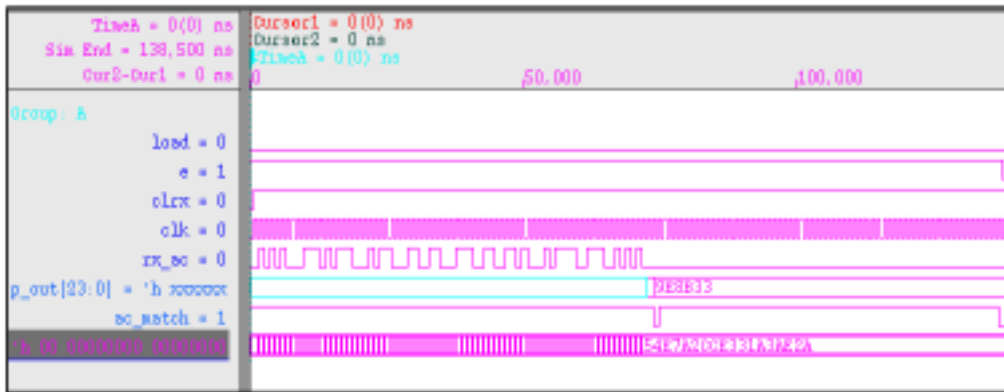 TimeA = 0(0) ns
Sim End = 138,500 ns
Cur2-Cur1 = 0 ns
Cursor1 = 0(0) ns
Cursor2 = 0 ns
TimeA = 0(0) ns
0 50,000 100,000
Group: A
load = 0
e = 1
clrx = 0
clk = 0
rx_ac = 0
p_out[23:0] = 'h xxxxxx
ac_match = 1